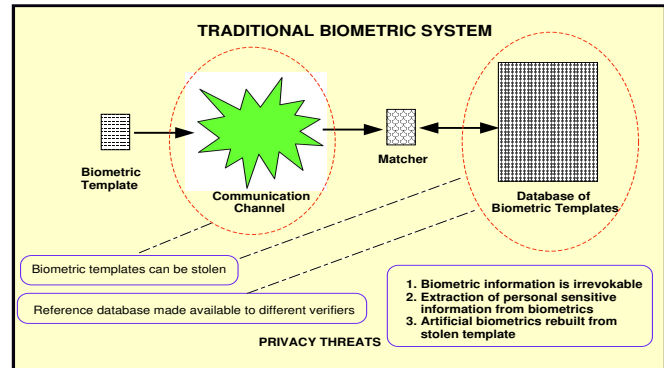 TRADITIONAL BIOMETRIC SYSTEM
Biometric
Template
Communication
Channel
Matcher
Database of
Biometric Templates
Biometric templates can be stolen
Reference database made available to different verifiers
1. Biometric information is irrevokable
2. Extraction of personal sensitive
information from biometrics
3. Artificial biometrics rebuilt from
stolen template
PRIVACY THREATS